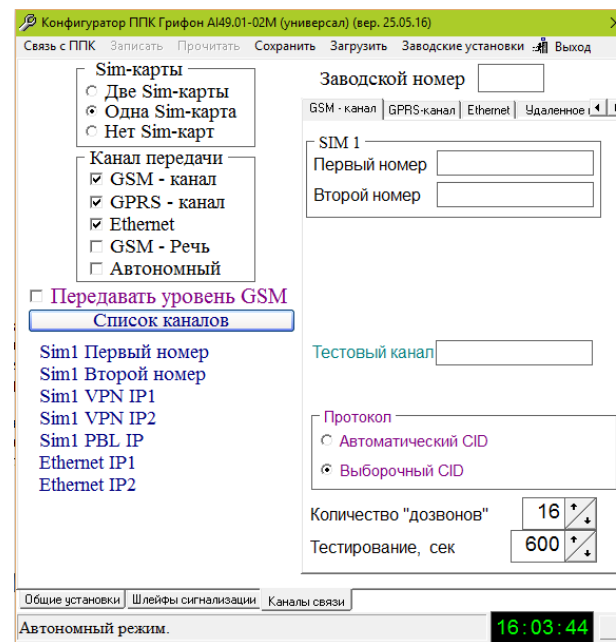 Конфигуратор ППК Грифон AI49.01-02M (универсал) (вер. 25.05.16)
Связь с ППК Записать Прочитать Сохранить Загрузить Заводские установки Выход
Sim-карты
Две Sim-карты
Одна Sim-карта
Нет Sim-карт
Канал передачи
GSM - канал
GPRS - канал
Ethernet
GSM - Речь
Автономный
Передавать уровень GSM
Список каналов
Sim1 Первый номер
Sim1 Второй номер
Sim1 VPN IP1
Sim1 VPN IP2
Sim1 PBL IP
Ethernet IP1
Ethernet IP2
Заводской номер
GSM - канал GPRS-канал Ethernet Удаленное
SIM 1
Первый номер
Второй номер
Тестовый канал
Протокол
Автоматический CID
Выборочный CID
Количество "дозвонов" 16
Тестирование, сек 600
Общие установки Шлейфы сигнализации Каналы связи
Автономный режим. 16:03:44